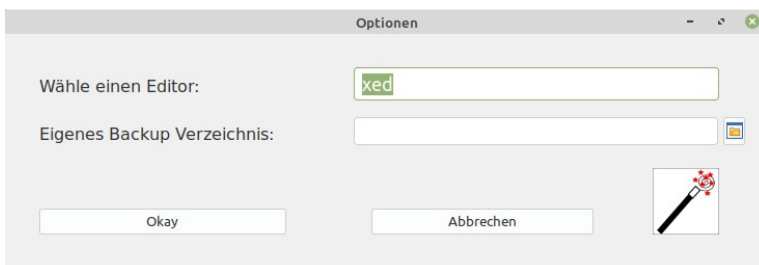 Optionen
Wähle einen Editor: xed
Eigenes Backup Verzeichnis:
Okay Abbrechen